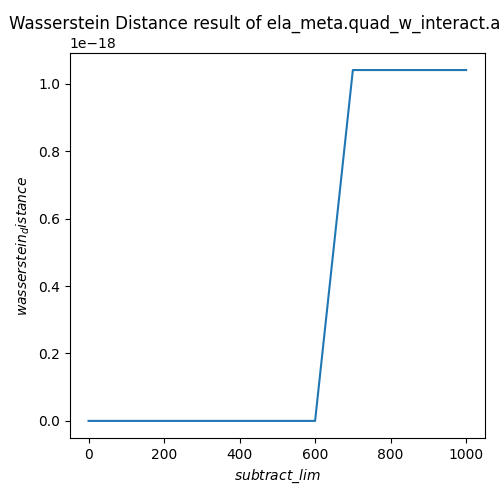 Wasserstein Distance result of ela_meta.quad_w_interact.a
1e−18
1.0
0.8
0.6
0.4
0.2
0.0
wasserstein_distance
0 200 400 600 800 1000
subtract_lim